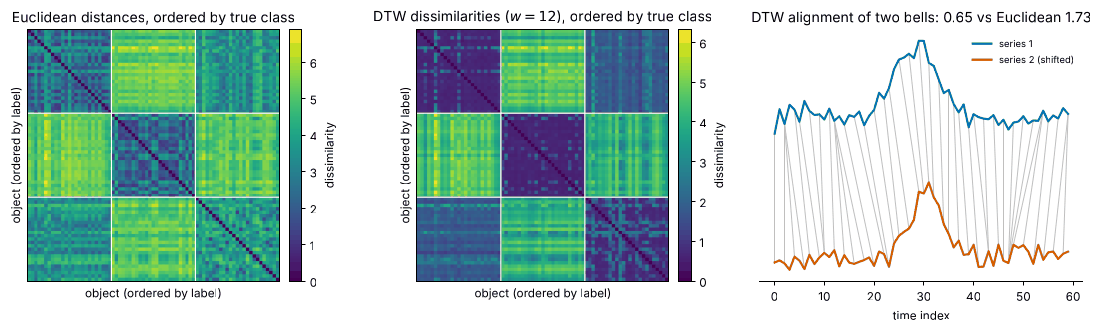 Euclidean distances, ordered by true class
object (ordered by label)
6
5
4
3
2
1
0
dissimilarity
object (ordered by label)
DTW dissimilarities (w = 12), ordered by true class
object (ordered by label)
6
5
4
3
2
1
0
dissimilarity
object (ordered by label)
DTW alignment of two bells: 0.65 vs Euclidean 1.73
series 1
series 2 (shifted)
0 10 20 30 40 50 60
time index